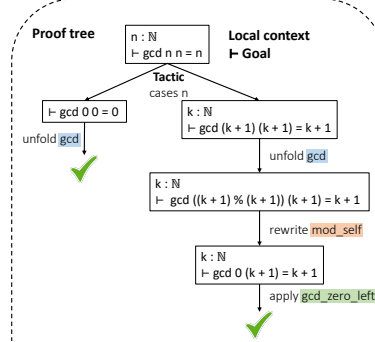 Proof tree
n : ℕ
⊢ gcd n n = n
Local context
⊢ Goal
Tactic
cases n
⊢ gcd 0 0 = 0
k : ℕ
⊢ gcd (k + 1) (k + 1) = k + 1
unfold gcd
unfold gcd
k : ℕ
⊢ gcd ((k + 1) % (k + 1)) (k + 1) = k + 1
rewrite mod_self
k : ℕ
⊢ gcd 0 (k + 1) = k + 1
apply gcd_zero_left